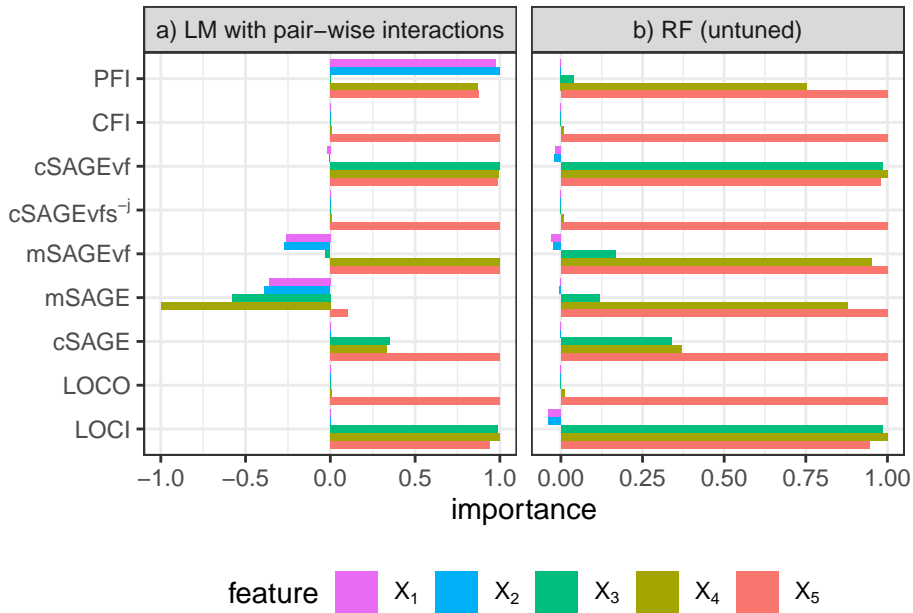 a) LM with pair−wise interactions
b) RF (untuned)
PFI
CFI
cSAGEvf
cSAGEvfs⁻ʲ
mSAGEvf
mSAGE
cSAGE
LOCO
LOCI
−1.0 −0.5 0.0 0.5 1.0
0.00 0.25 0.50 0.75 1.00
importance
feature X₁ X₂ X₃ X₄ X₅